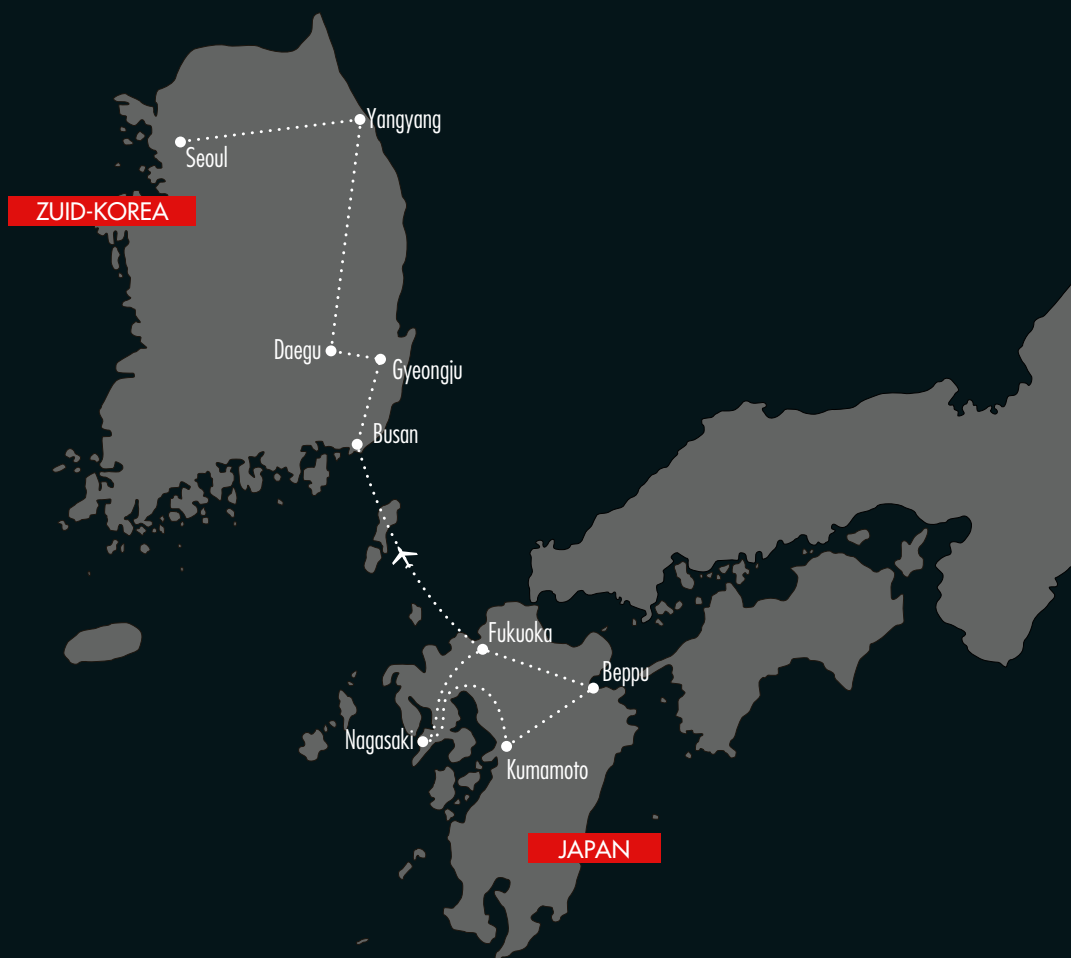 Yangyang
Seoul
ZUID-KOREA
Daegu
Gyeongju
Busan
Fukuoka
Beppu
Nagasaki
Kumamoto
JAPAN